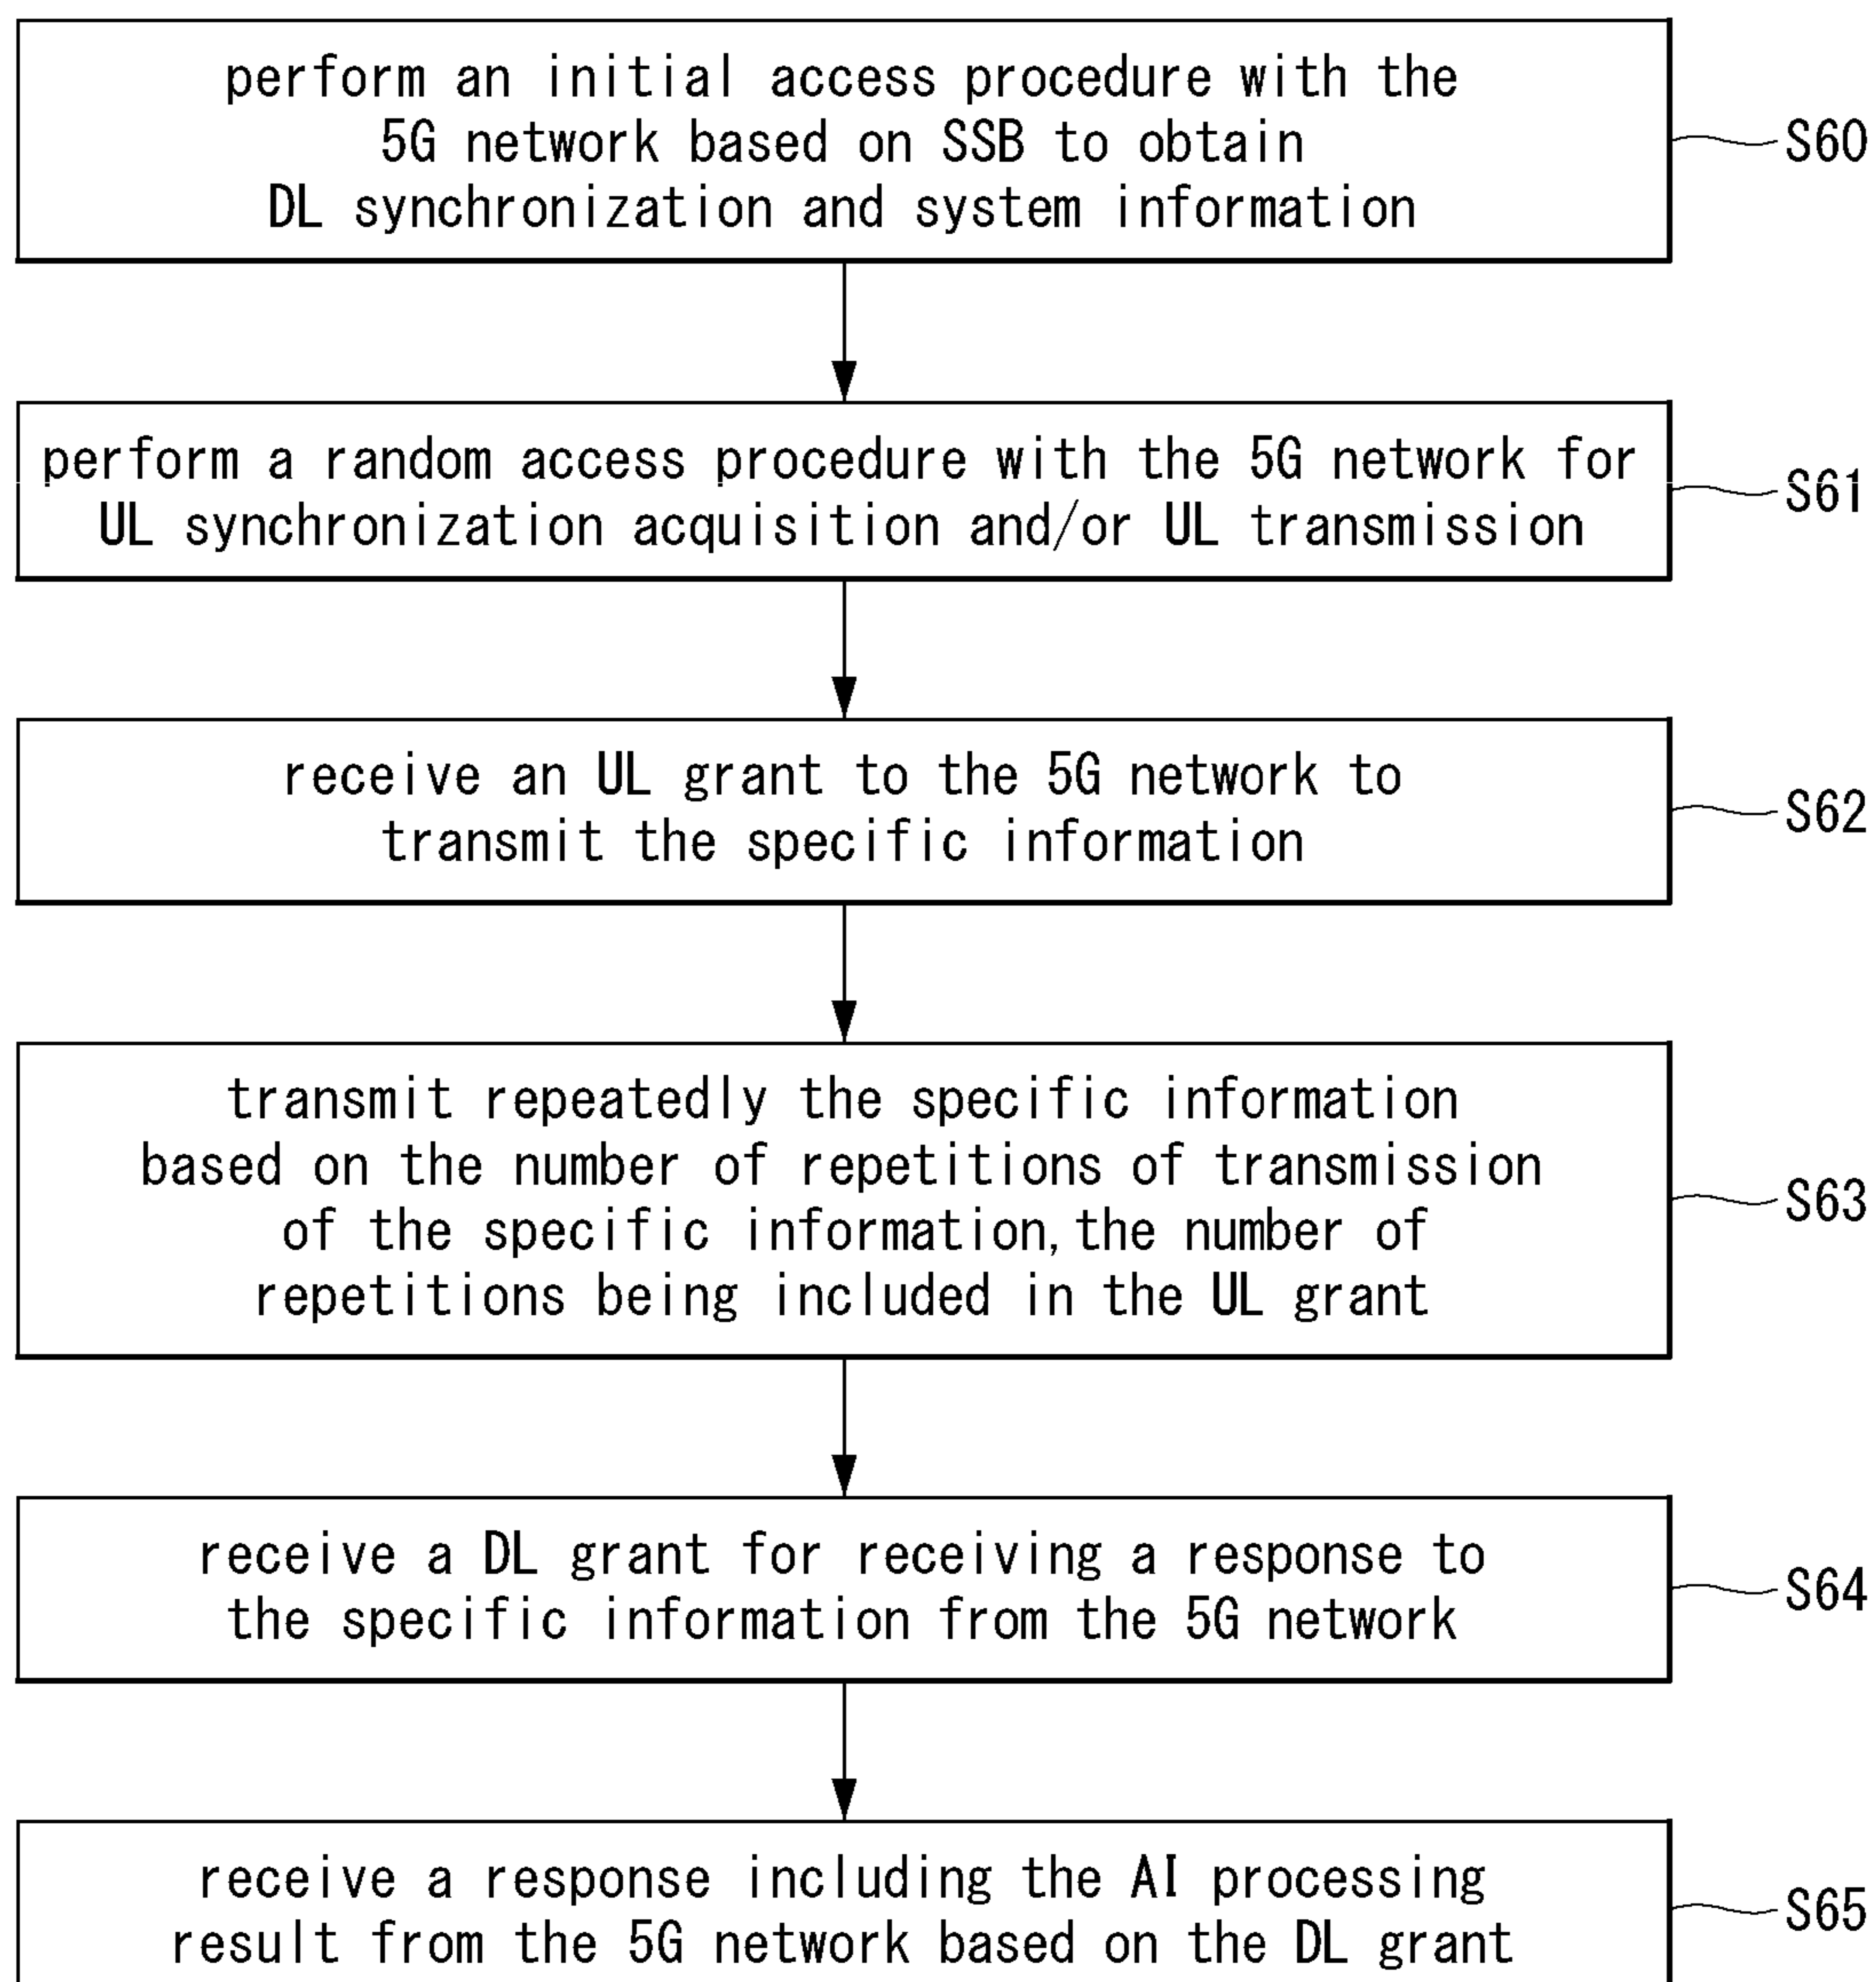 perform an initial access procedure with the
5G network based on SSB to obtain
DL synchronization and system information
S60
perform a random access procedure with the 5G network for
UL synchronization acquisition and/or UL transmission
S61
receive an UL grant to the 5G network to
transmit the specific information
S62
transmit repeatedly the specific information
based on the number of repetitions of transmission
of the specific information, the number of
repetitions being included in the UL grant
S63
receive a DL grant for receiving a response to
the specific information from the 5G network
S64
receive a response including the AI processing
result from the 5G network based on the DL grant
S65